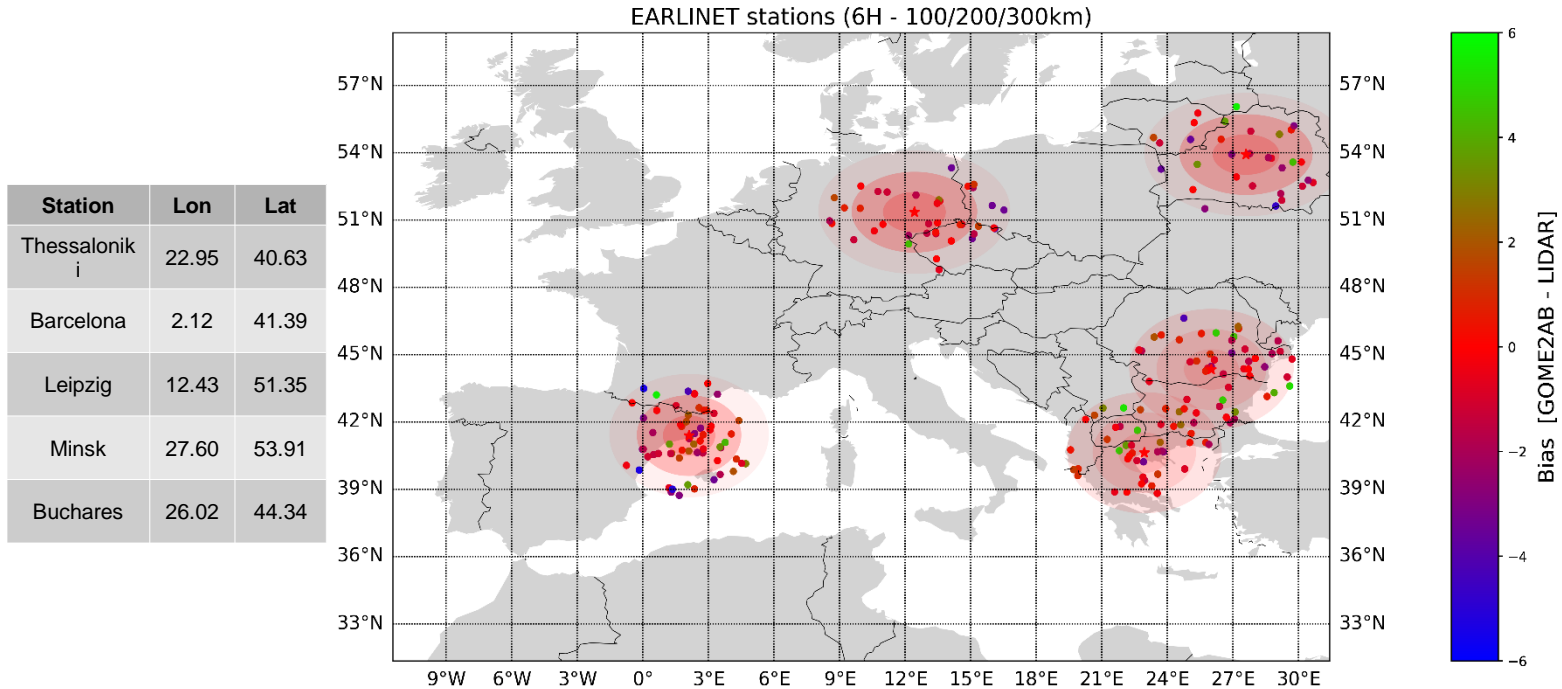 EARLINET stations (6H - 100/200/300km)
Station Lon Lat
Thessalonik
i 22.95 40.63
Barcelona 2.12 41.39
Leipzig 12.43 51.35
Minsk 27.60 53.91
Buchares 26.02 44.34
57°N 57°N
54°N 54°N
51°N 51°N
48°N 48°N
45°N 45°N
42°N 42°N
39°N 39°N
36°N 36°N
33°N 33°N
9°W 6°W 3°W 0° 3°E 6°E 9°E 12°E 15°E 18°E 21°E 24°E 27°E 30°E
6
4
2
0
−2
−4
−6
Bias [GOME2AB - LIDAR]